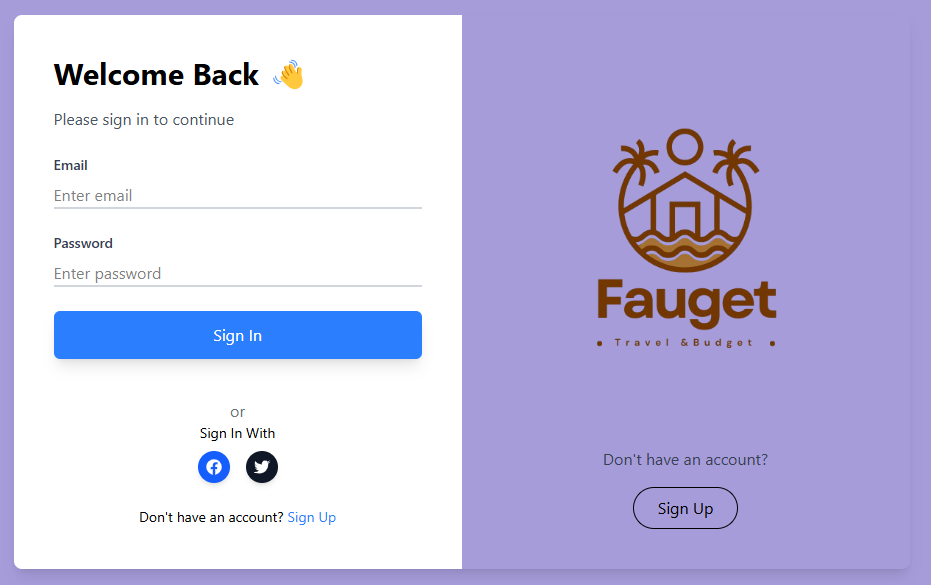 Welcome Back 👋
Please sign in to continue
Email
Enter email
Password
Enter password
Sign In
or
Sign In With
Don't have an account? Sign Up
Fauget
• Travel &Budget •
Don't have an account?
Sign Up